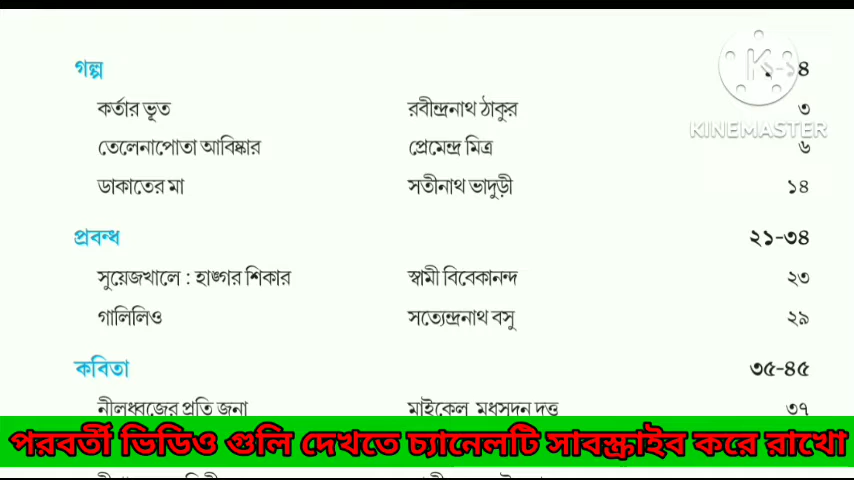 গল্প ৪
কর্তার ভূত রবীন্দ্রনাথ ঠাকুর ৩
KINEMASTER
তেলেনাপোতা আবিষ্কার প্রেমেন্দ্র মিত্র ৬
ডাকাতের মা সতীনাথ ভাদুড়ী ১৪
প্রবন্ধ ২১-৩৪
সুয়েজখালে : হাঙ্গর শিকার স্বামী বিবেকানন্দ ২৩
গালিলিও সত্যেন্দ্রনাথ বসু ২৯
কবিতা ৩৫-৪৫
নীলধ্বজের প্রতি জনা মাইকেল মধুসূদন দত্ত ৩৭
পরবর্তী ভিডিও গুলি দেখতে চ্যানেলটি সাবস্ক্রাইব করে রাখো